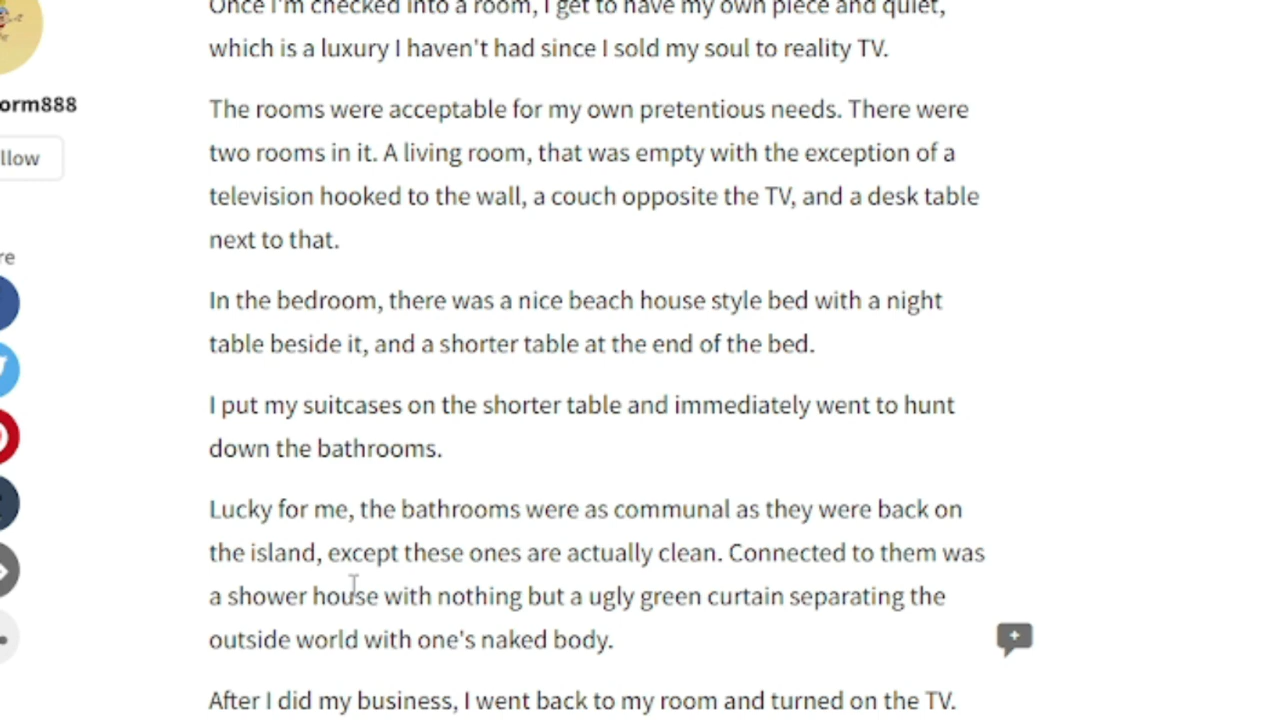 Once I'm checked into a room, I get to have my own piece and quiet,
which is a luxury I haven't had since I sold my soul to reality TV.
orm888
The rooms were acceptable for my own pretentious needs. There were
two rooms in it. A living room, that was empty with the exception of a
llow
television hooked to the wall, a couch opposite the TV, and a desk table
next to that.
re
In the bedroom, there was a nice beach house style bed with a night
table beside it, and a shorter table at the end of the bed.
I put my suitcases on the shorter table and immediately went to hunt
down the bathrooms.
Lucky for me, the bathrooms were as communal as they were back on
the island, except these ones are actually clean. Connected to them was
a shower house with nothing but a ugly green curtain separating the
outside world with one's naked body.
After I did my business, I went back to my room and turned on the TV.